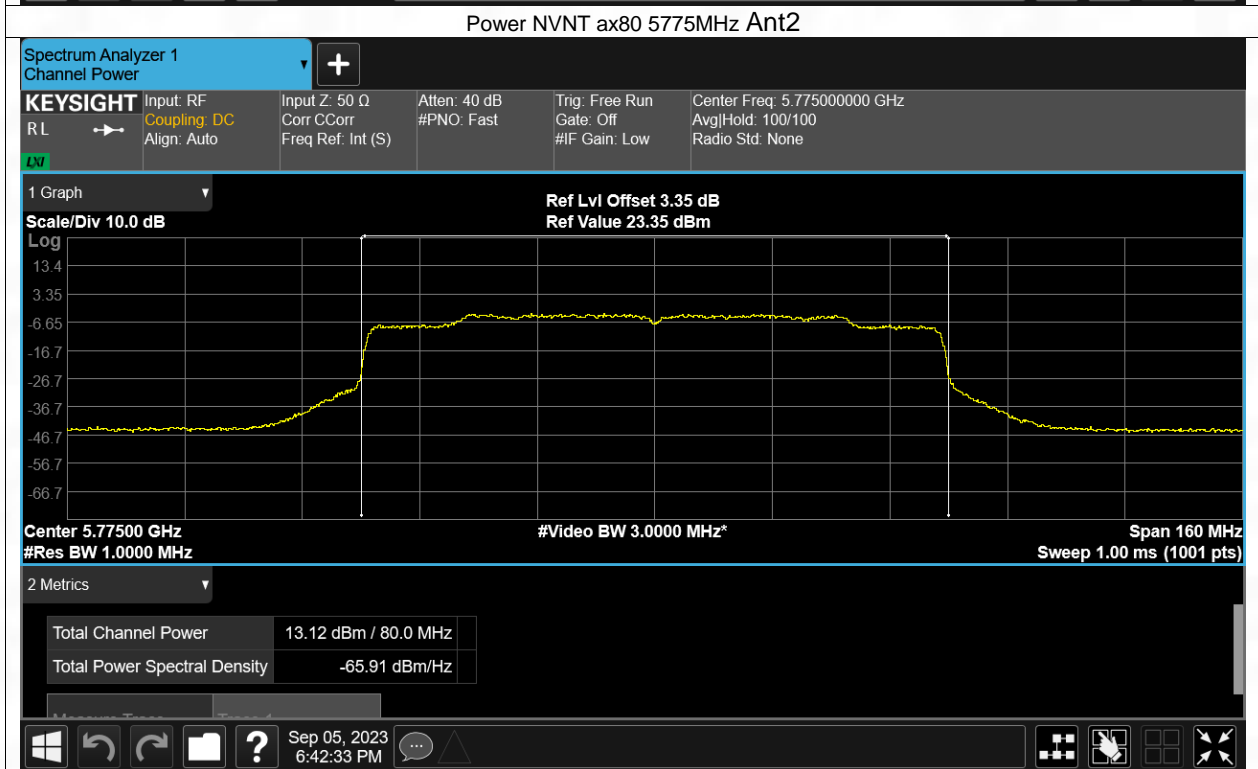 Power NVNT ax80 5775MHz Ant2
Spectrum Analyzer 1
Channel Power
KEYSIGHT
R L
LXI
Input: RF
Coupling: DC
Align: Auto
Input Z: 50 Ω
Corr CCorr
Freq Ref: Int (S)
Atten: 40 dB
#PNO: Fast
Trig: Free Run
Gate: Off
#IF Gain: Low
Center Freq: 5.775000000 GHz
Avg|Hold: 100/100
Radio Std: None
1 Graph
Scale/Div 10.0 dB
Ref Lvl Offset 3.35 dB
Ref Value 23.35 dBm
Log
13.4
3.35
-6.65
-16.7
-26.7
-36.7
-46.7
-56.7
-66.7
Center 5.77500 GHz
#Video BW 3.0000 MHz*
Span 160 MHz
#Res BW 1.0000 MHz
Sweep 1.00 ms (1001 pts)
2 Metrics
Total Channel Power 13.12 dBm / 80.0 MHz
Total Power Spectral Density -65.91 dBm/Hz
?
Sep 05, 2023
6:42:33 PM